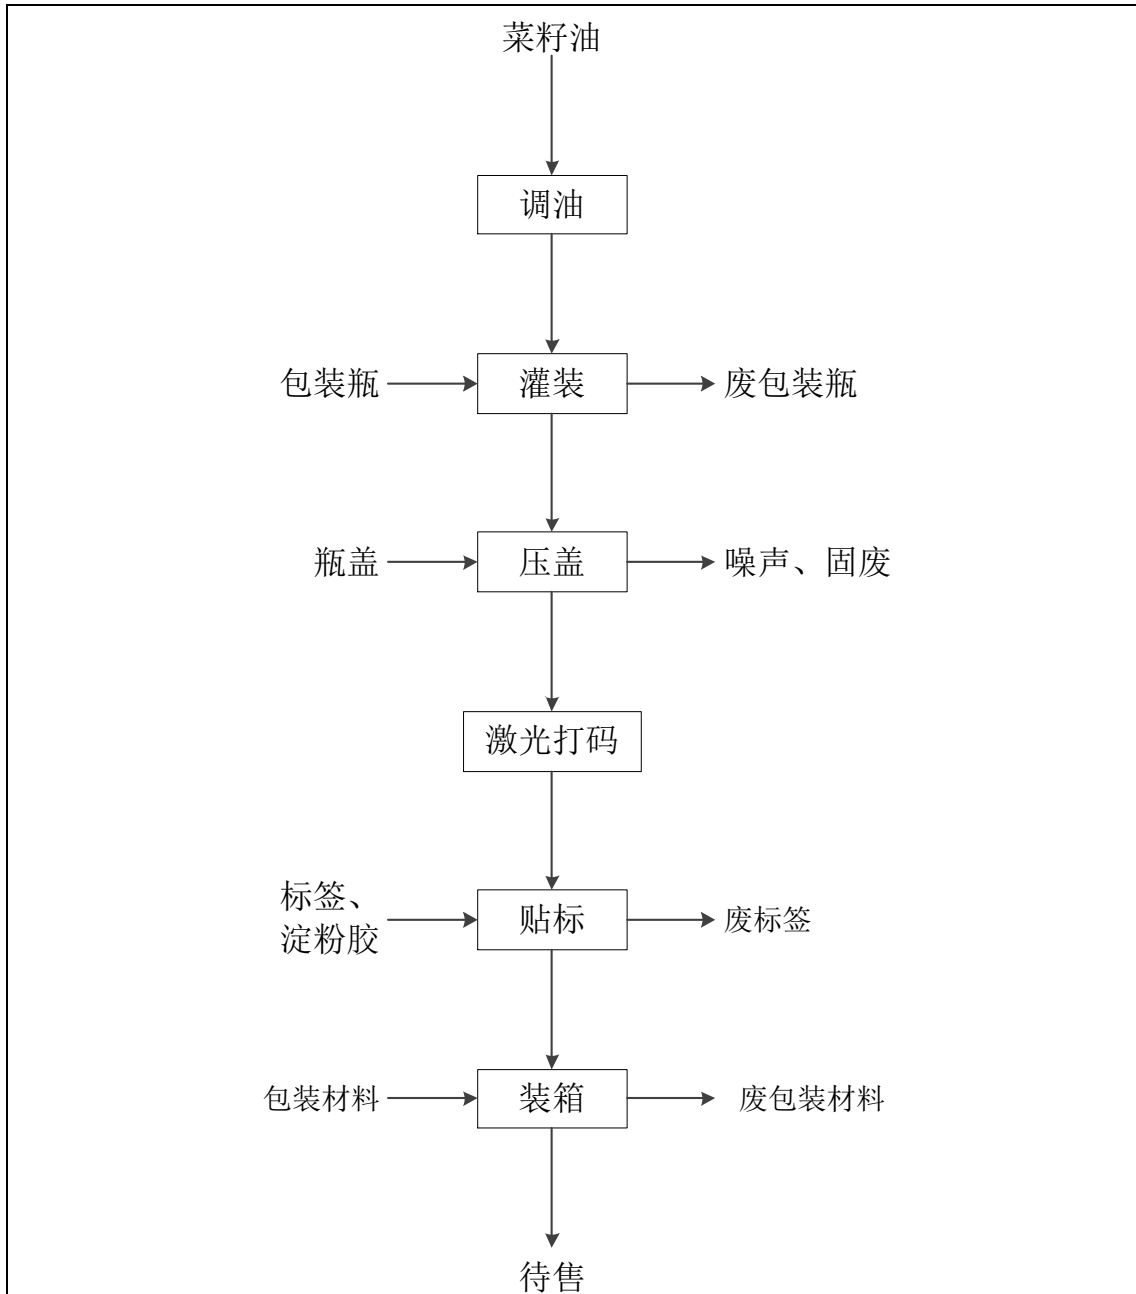 菜籽油
调油
包装瓶
灌装
废包装瓶
瓶盖
压盖
噪声、固废
激光打码
标签、
淀粉胶
贴标
废标签
包装材料
装箱
废包装材料
待售